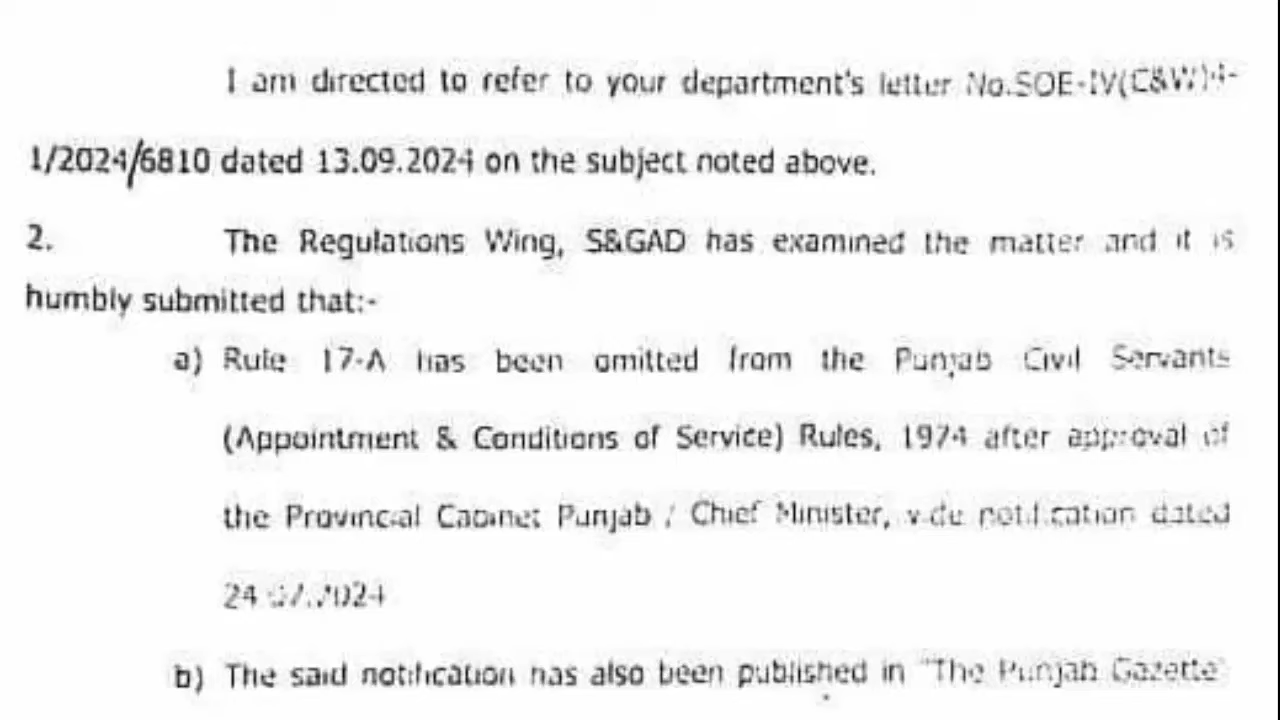 I am directed to refer to your department's letter No.SOE-IV(C&W)4-
1/2024/6810 dated 13.09.2024 on the subject noted above.
2. The Regulations Wing, S&GAD has examined the matter and it is
humbly submitted that:-
a) Rule 17-A has been omitted from the Punjab Civil Servants
(Appointment & Conditions of Service) Rules, 1974 after approval of
the Provincial Cabinet Punjab / Chief Minister, vide notification dated
24.07.2024
b) The said notification has also been published in "The Punjab Gazette"